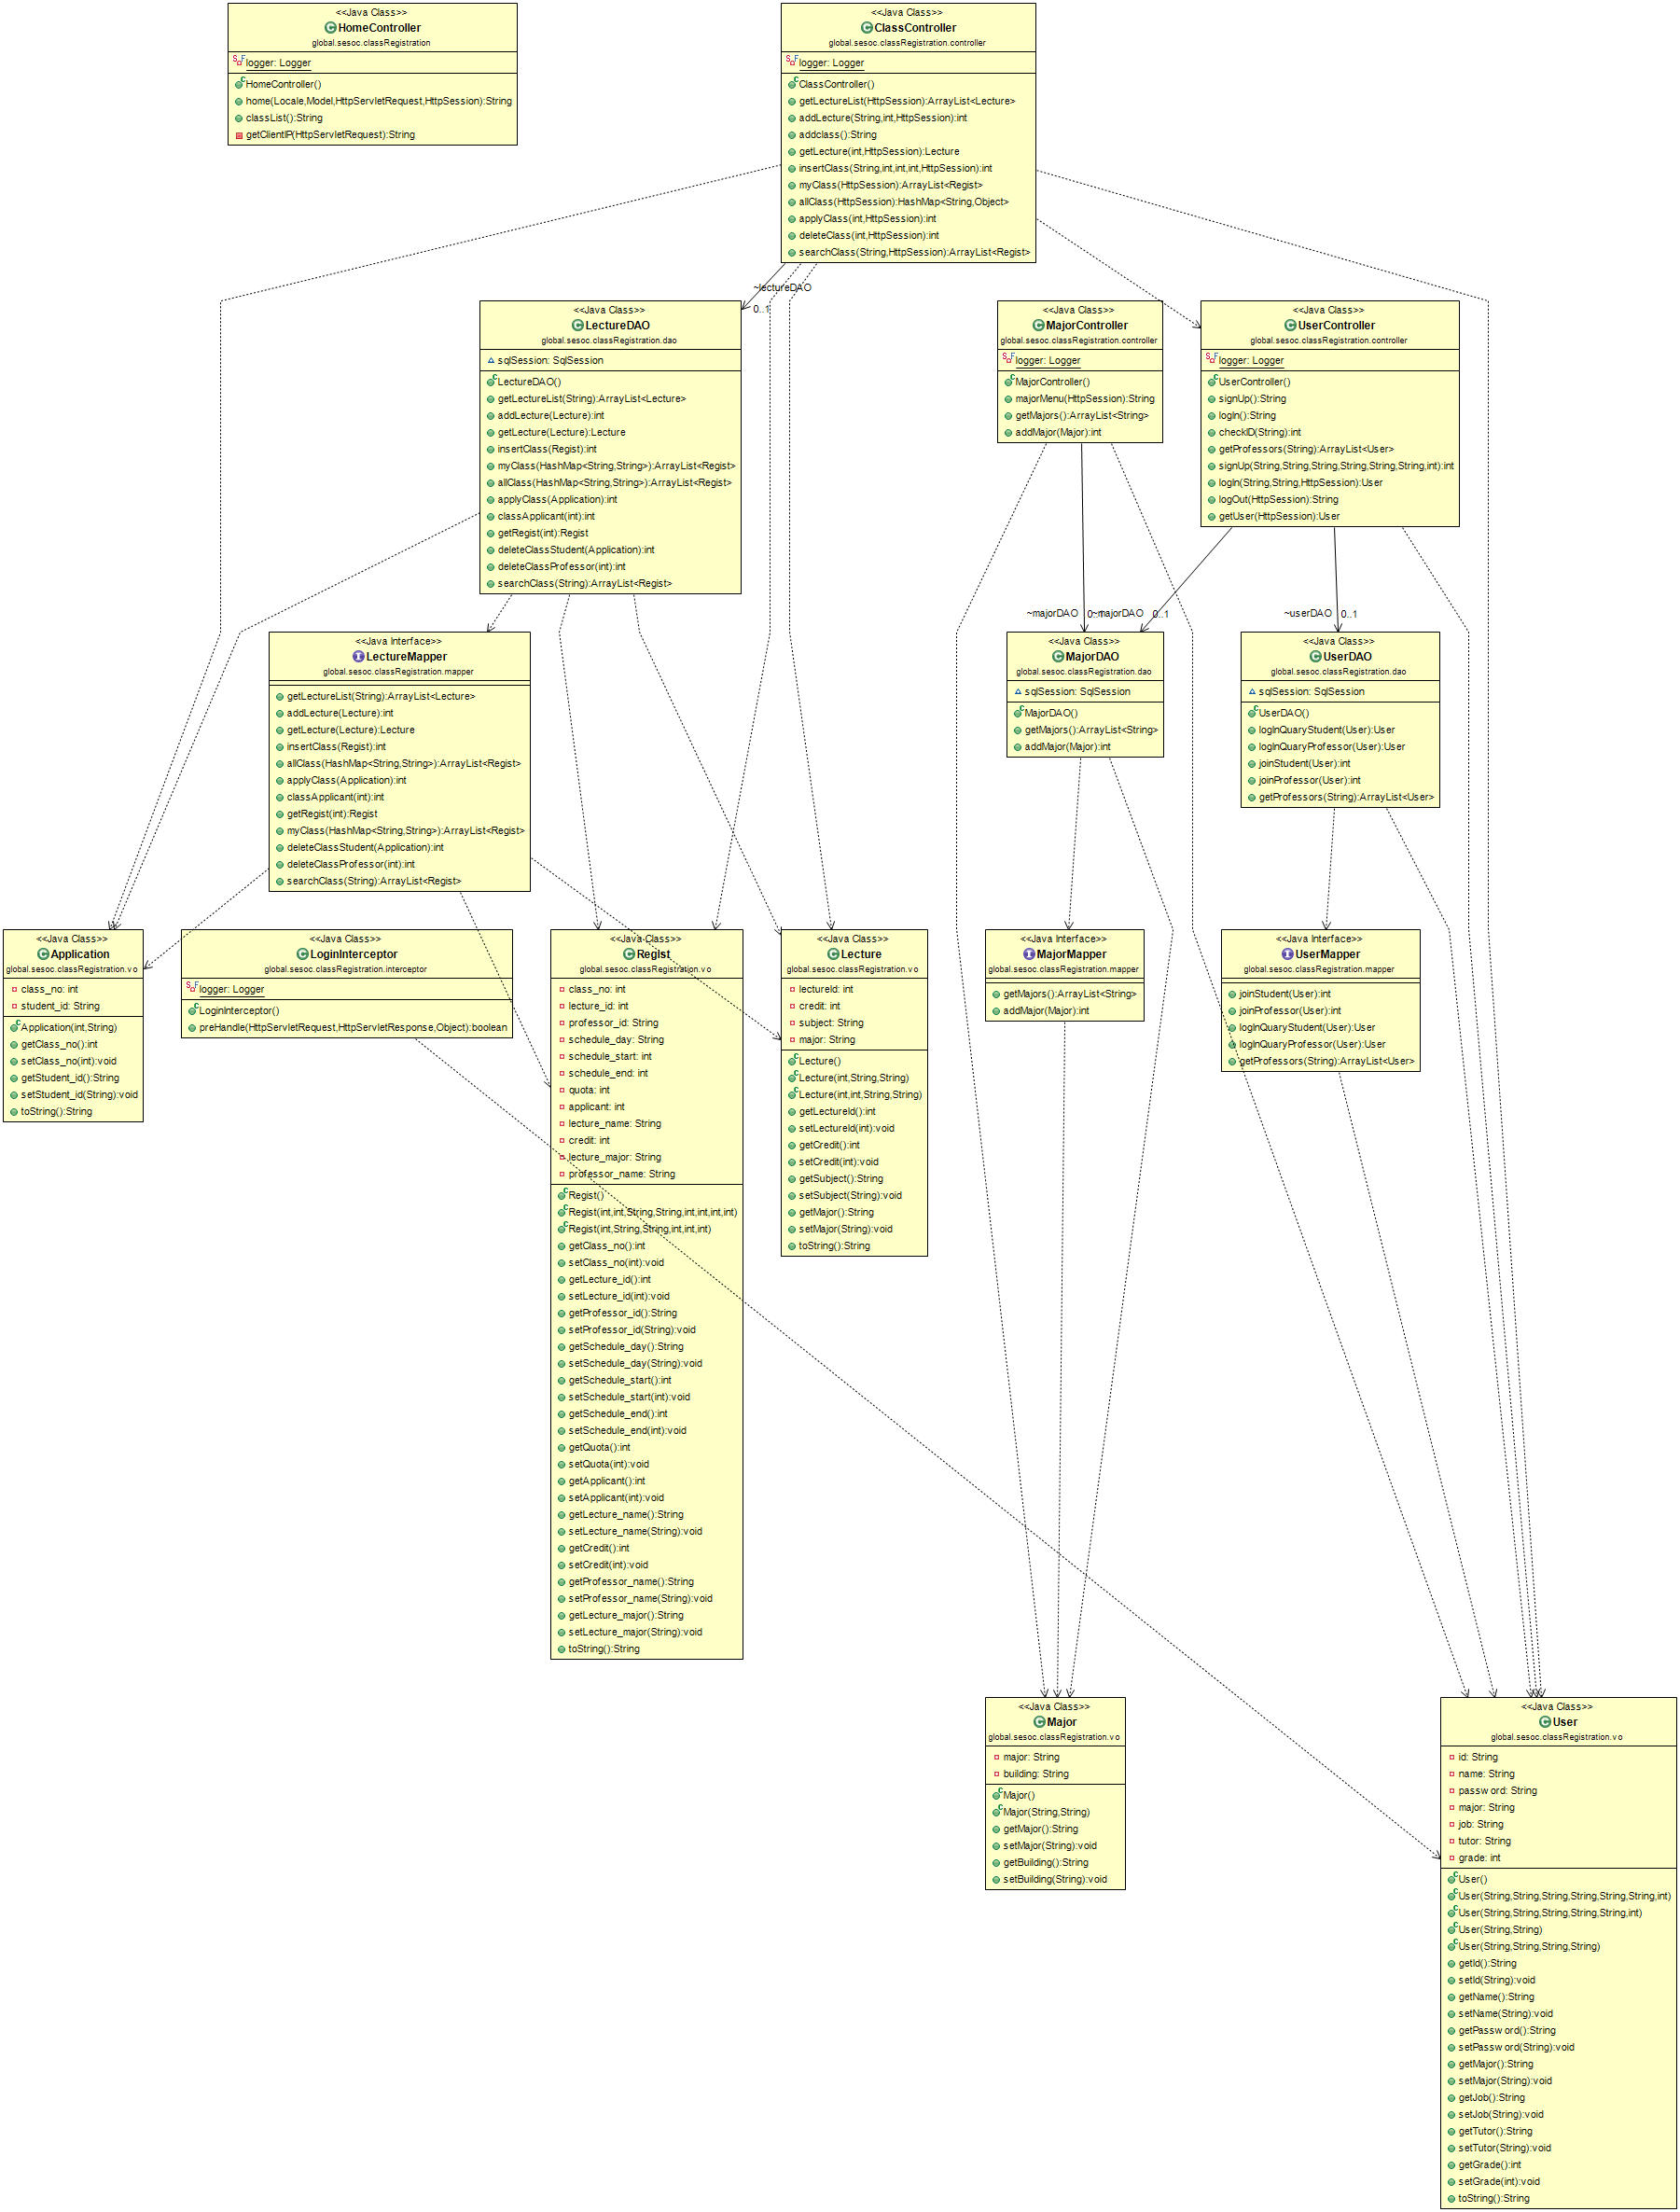 <<Java Class>>
HomeController
global.sesoc.classRegistration
logger: Logger
HomeController()
home(Locale,Model,HttpServletRequest,HttpSession):String
classList():String
getClientIP(HttpServletRequest):String
<<Java Class>>
ClassController
global.sesoc.classRegistration.controller
logger: Logger
ClassController()
getLectureList(HttpSession):ArrayList<Lecture>
addLecture(String,int,HttpSession):int
addclass():String
getLecture(int,HttpSession):Lecture
insertClass(String,int,int,int,HttpSession):int
myClass(HttpSession):ArrayList<Regist>
allClass(HttpSession):HashMap<String,Object>
applyClass(int,HttpSession):int
deleteClass(int,HttpSession):int
searchClass(String,HttpSession):ArrayList<Regist>
~lectureDAO
0..1
<<Java Class>>
LectureDAO
global.sesoc.classRegistration.dao
sqlSession: SqlSession
LectureDAO()
getLectureList(String):ArrayList<Lecture>
addLecture(Lecture):int
getLecture(Lecture):Lecture
insertClass(Regist):int
myClass(HashMap<String,String>):ArrayList<Regist>
allClass(HashMap<String,String>):ArrayList<Regist>
applyClass(Application):int
classApplicant(int):int
getRegist(int):Regist
deleteClassStudent(Application):int
deleteClassProfessor(int):int
searchClass(String):ArrayList<Regist>
<<Java Class>>
MajorController
global.sesoc.classRegistration.controller
logger: Logger
MajorController()
majorMenu(HttpSession):String
getMajors():ArrayList<String>
addMajor(Major):int
<<Java Class>>
UserController
global.sesoc.classRegistration.controller
logger: Logger
UserController()
signUp():String
logIn():String
checkID(String):int
getProfessors(String):ArrayList<User>
signUp(String,String,String,String,String,String,int):int
logIn(String,String,HttpSession):User
logOut(HttpSession):String
getUser(HttpSession):User
~majorDAO
~majorDAO
0..1
~userDAO
0..1
<<Java Interface>>
LectureMapper
global.sesoc.classRegistration.mapper
getLectureList(String):ArrayList<Lecture>
addLecture(Lecture):int
getLecture(Lecture):Lecture
insertClass(Regist):int
allClass(HashMap<String,String>):ArrayList<Regist>
applyClass(Application):int
classApplicant(int):int
getRegist(int):Regist
myClass(HashMap<String,String>):ArrayList<Regist>
deleteClassStudent(Application):int
deleteClassProfessor(int):int
searchClass(String):ArrayList<Regist>
<<Java Class>>
MajorDAO
global.sesoc.classRegistration.dao
sqlSession: SqlSession
MajorDAO()
getMajors():ArrayList<String>
addMajor(Major):int
<<Java Class>>
UserDAO
global.sesoc.classRegistration.dao
sqlSession: SqlSession
UserDAO()
logInQuaryStudent(User):User
logInQuaryProfessor(User):User
joinStudent(User):int
joinProfessor(User):int
getProfessors(String):ArrayList<User>
<<Java Class>>
Application
global.sesoc.classRegistration.vo
class_no: int
student_id: String
Application(int,String)
getClass_no():int
setClass_no(int):void
getStudent_id():String
setStudent_id(String):void
toString():String
<<Java Class>>
LoginInterceptor
global.sesoc.classRegistration.interceptor
logger: Logger
LoginInterceptor()
preHandle(HttpServletRequest,HttpServletResponse,Object):boolean
<<Java Class>>
Regist
global.sesoc.classRegistration.vo
class_no: int
lecture_id: int
professor_id: String
schedule_day: String
schedule_start: int
schedule_end: int
quota: int
applicant: int
lecture_name: String
credit: int
lecture_major: String
professor_name: String
Regist()
Regist(int,int,String,String,int,int,int,int)
Regist(int,String,String,int,int,int)
getClass_no():int
setClass_no(int):void
getLecture_id():int
setLecture_id(int):void
getProfessor_id():String
setProfessor_id(String):void
getSchedule_day():String
setSchedule_day(String):void
getSchedule_start():int
setSchedule_start(int):void
getSchedule_end():int
setSchedule_end(int):void
getQuota():int
setQuota(int):void
getApplicant():int
setApplicant(int):void
getLecture_name():String
setLecture_name(String):void
getCredit():int
setCredit(int):void
getProfessor_name():String
setProfessor_name(String):void
getLecture_major():String
setLecture_major(String):void
toString():String
<<Java Class>>
Lecture
global.sesoc.classRegistration.vo
lectureId: int
credit: int
subject: String
major: String
Lecture()
Lecture(int,String,String)
Lecture(int,int,String,String)
getLectureId():int
setLectureId(int):void
getCredit():int
setCredit(int):void
getSubject():String
setSubject(String):void
getMajor():String
setMajor(String):void
toString():String
<<Java Interface>>
MajorMapper
global.sesoc.classRegistration.mapper
getMajors():ArrayList<String>
addMajor(Major):int
<<Java Interface>>
UserMapper
global.sesoc.classRegistration.mapper
joinStudent(User):int
joinProfessor(User):int
logInQuaryStudent(User):User
logInQuaryProfessor(User):User
getProfessors(String):ArrayList<User>
<<Java Class>>
Major
global.sesoc.classRegistration.vo
major: String
building: String
Major()
Major(String,String)
getMajor():String
setMajor(String):void
getBuilding():String
setBuilding(String):void
<<Java Class>>
User
global.sesoc.classRegistration.vo
id: String
name: String
password: String
major: String
job: String
tutor: String
grade: int
User()
User(String,String,String,String,String,String,int)
User(String,String,String,String,String,int)
User(String,String)
User(String,String,String,String)
getId():String
setId(String):void
getName():String
setName(String):void
getPassword():String
setPassword(String):void
getMajor():String
setMajor(String):void
getJob():String
setJob(String):void
getTutor():String
setTutor(String):void
getGrade():int
setGrade(int):void
toString():String